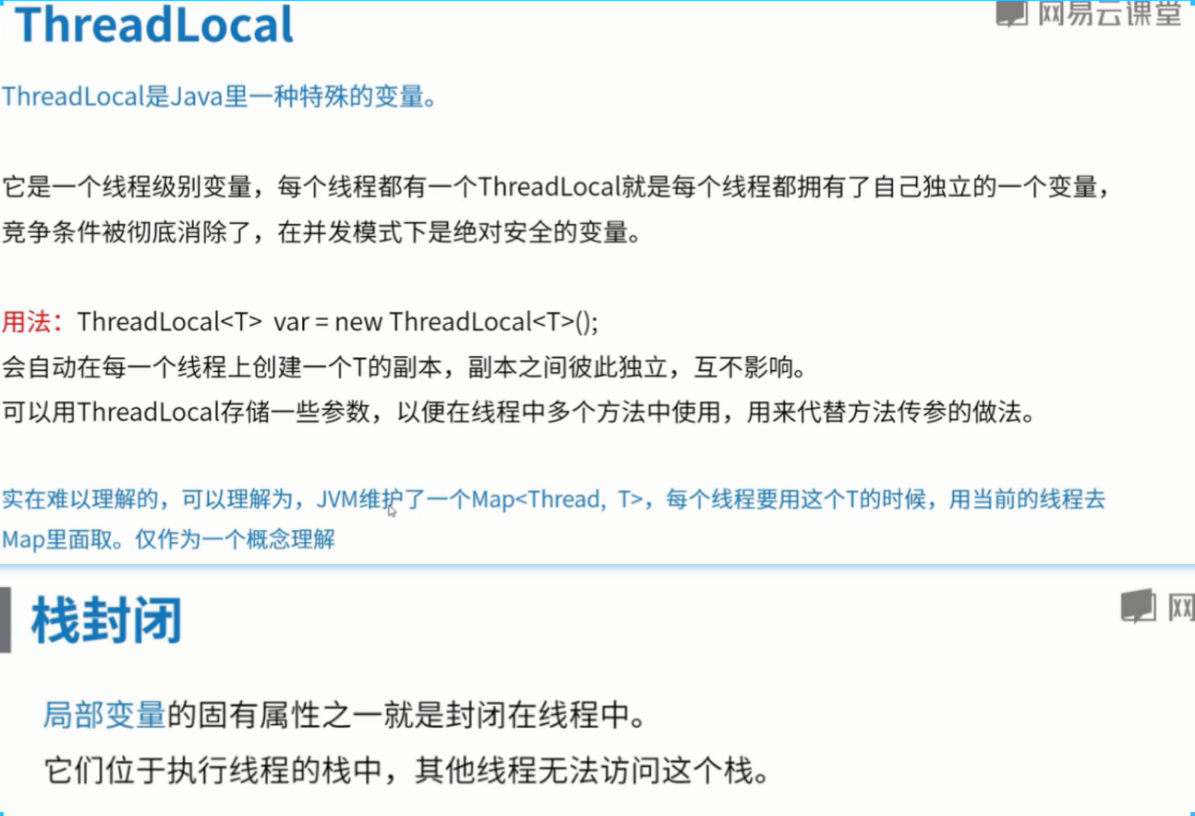 ThreadLocal
网易云课堂
ThreadLocal是Java里一种特殊的变量。
它是一个线程级别变量，每个线程都有一个ThreadLocal就是每个线程都拥有了自己独立的一个变量，
竞争条件被彻底消除了，在并发模式下是绝对安全的变量。
用法：ThreadLocal<T> var = new ThreadLocal<T>();
会自动在每一个线程上创建一个T的副本，副本之间彼此独立，互不影响。
可以用ThreadLocal存储一些参数，以便在线程中多个方法中使用，用来代替方法传参的做法。
实在难以理解的，可以理解为，JVM维护了一个Map<Thread, T>，每个线程要用这个T的时候，用当前的线程去
Map里面取。仅作为一个概念理解
栈封闭
网
局部变量的固有属性之一就是封闭在线程中。
它们位于执行线程的栈中，其他线程无法访问这个栈。